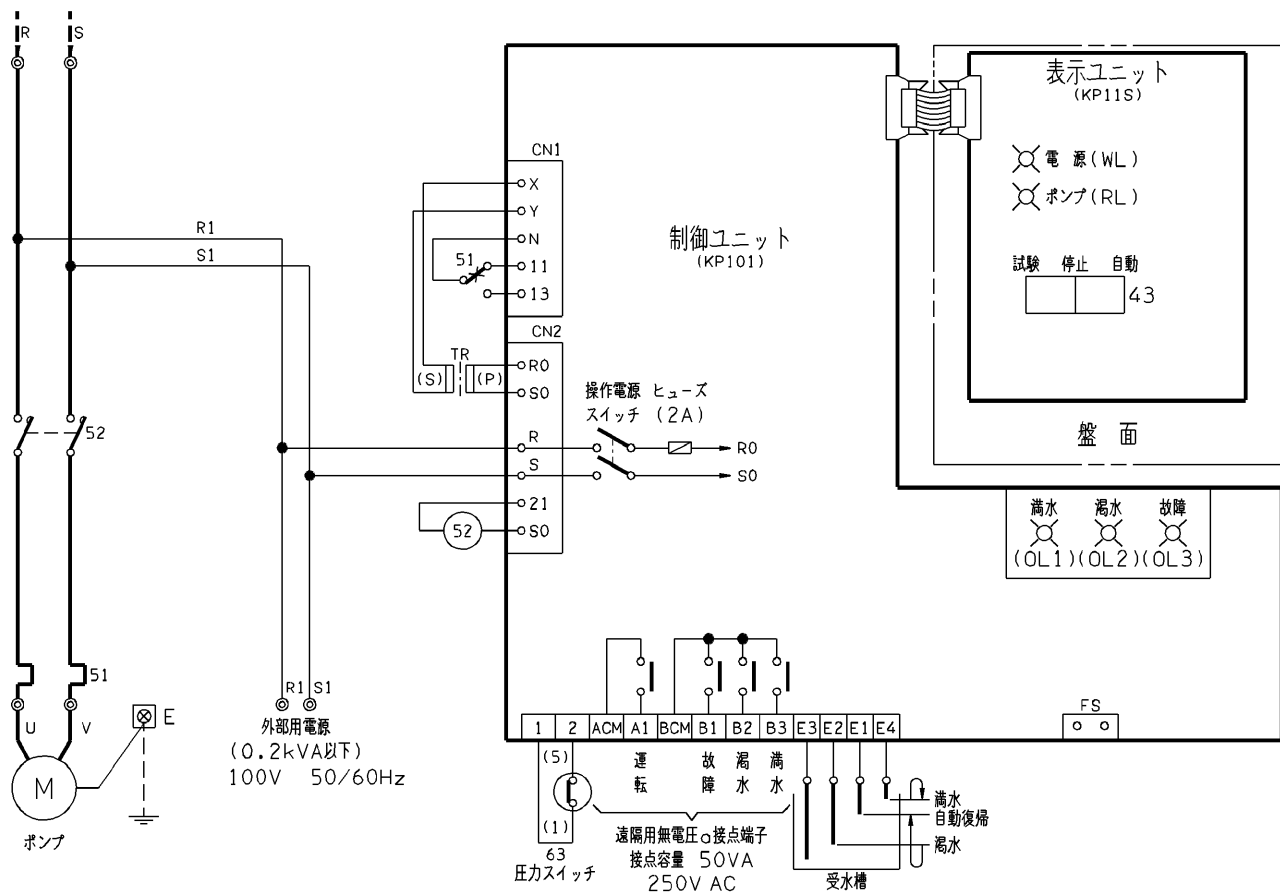 R
S
制御ユニット
(KP101)
表示ユニット
(KP11S)
電 源(WL)
ポンプ(RL)
試験 停止 自動
43
盤 面
満水 渇水 故障
(OL1)(OL2)(OL3)
CN1
X
Y
N
11
13
51
CN2
TR
(S) (P)
R0
S0
R
S
21
S0
52
操作電源 ヒューズ
スイッチ (2A)
R0
S0
R1
S1
52
51
U V
E
M
ポンプ
R1 S1
外部用電源
(0.2kVA以下)
100V 50/60Hz
FS
1 2 ACM A1 BCM B1 B2 B3 E3 E2 E1 E4
(5)
(1)
63
圧力スイッチ
運転
故障
渇水
満水
遠隔用無電圧a接点端子
接点容量 50VA
250V AC
満水
自動復帰
渇水
受水槽